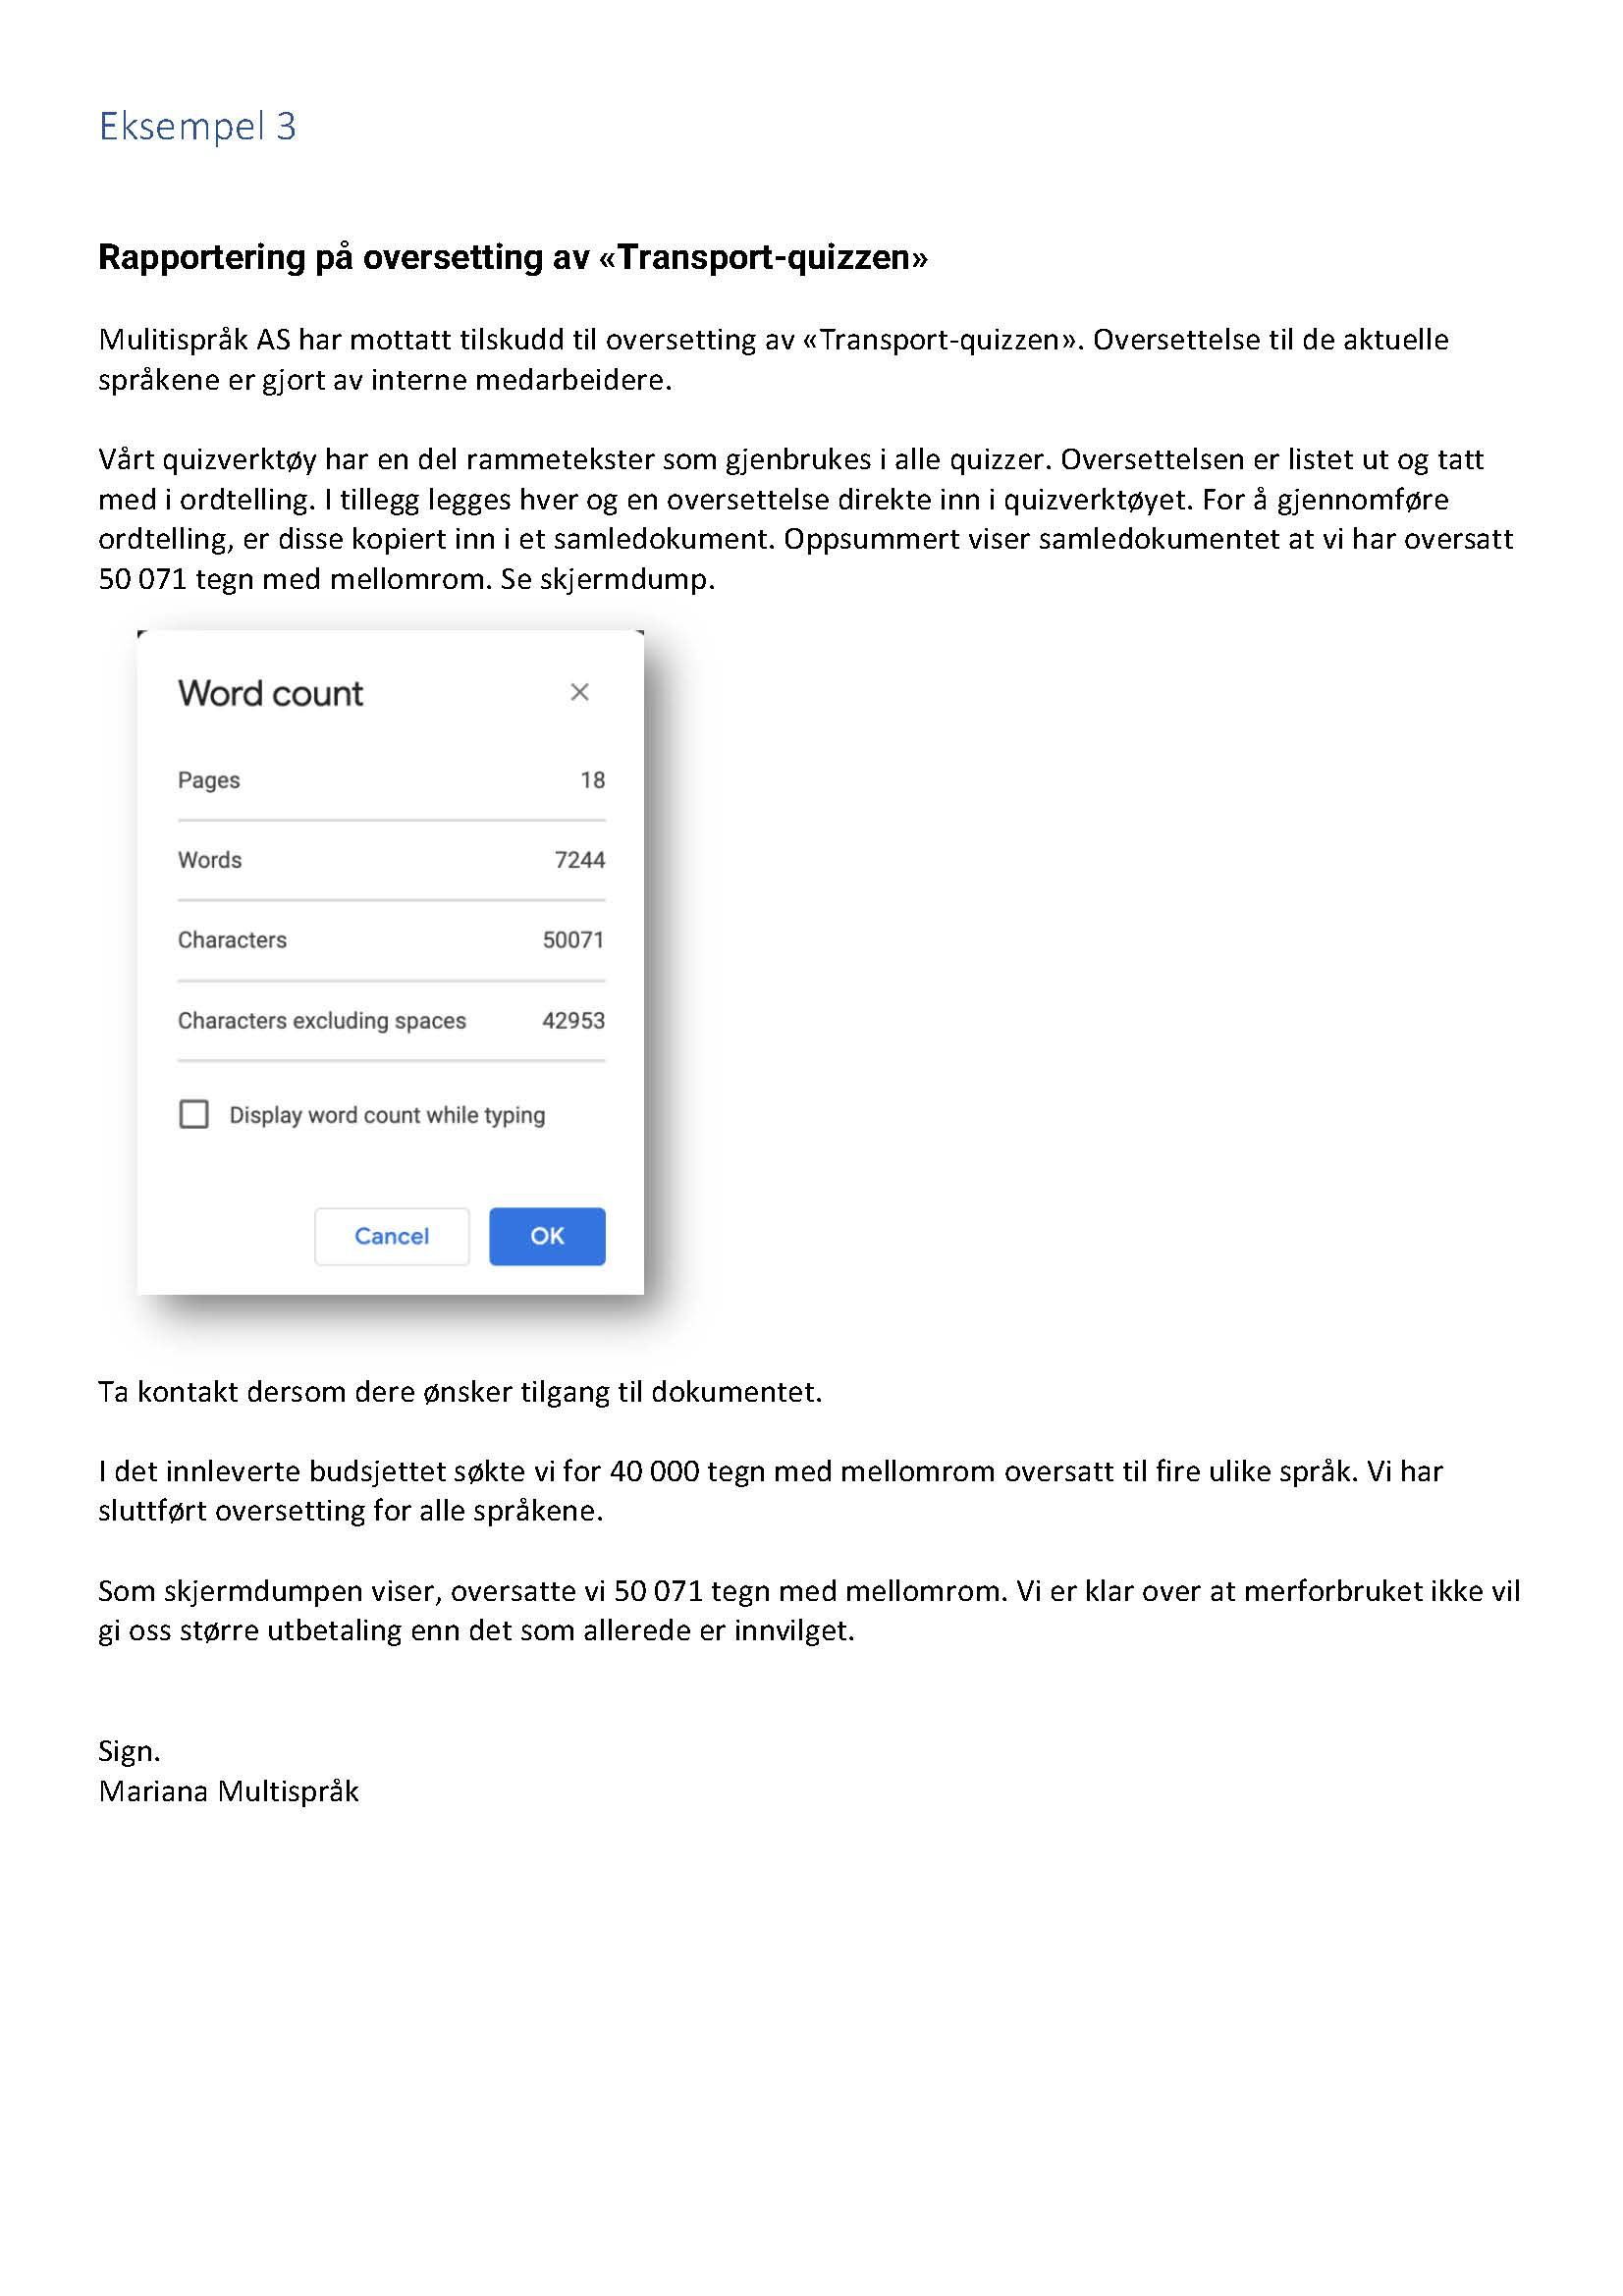 Eksempel 3
Rapportering på oversetting av «Transport-quizzen»
Mulitispråk AS har mottatt tilskudd til oversetting av «Transport-quizzen». Oversettelse til de aktuelle
språkene er gjort av interne medarbeidere.
Vårt quizverktøy har en del rammetekster som gjenbrukes i alle quizzer. Oversettelsen er listet ut og tatt
med i ordtelling. I tillegg legges hver og en oversettelse direkte inn i quizverktøyet. For å gjennomføre
ordtelling, er disse kopiert inn i et samledokument. Oppsummert viser samledokumentet at vi har oversatt
50 071 tegn med mellomrom. Se skjermdump.
Word count ×
Pages 18
Words 7244
Characters 50071
Characters excluding spaces 42953
Display word count while typing
Cancel OK
Ta kontakt dersom dere ønsker tilgang til dokumentet.
I det innleverte budsjettet søkte vi for 40 000 tegn med mellomrom oversatt til fire ulike språk. Vi har
sluttført oversetting for alle språkene.
Som skjermdumpen viser, oversatte vi 50 071 tegn med mellomrom. Vi er klar over at merforbruket ikke vil
gi oss større utbetaling enn det som allerede er innvilget.
Sign.
Mariana Multispråk